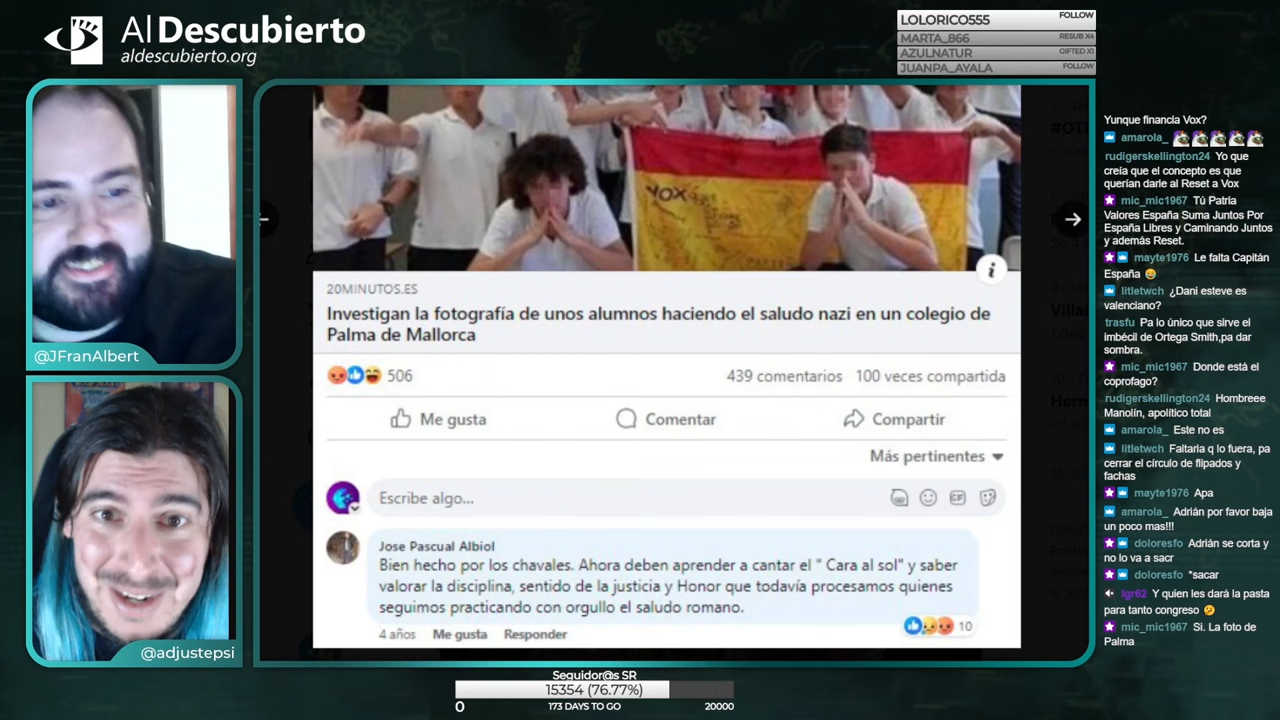 Al Descubierto
aldescubierto.org
LOLORICO555 FOLLOW
MARTA_866 RESUB X4
AZULNATUR GIFTED X1
JUANPA_AYALA FOLLOW
@JFranAlbert
@adjustepsi
VOX
20MINUTOS.ES
Investigan la fotografía de unos alumnos haciendo el saludo nazi en un colegio de
Palma de Mallorca
506
439 comentarios 100 veces compartida
Me gusta Comentar Compartir
Más pertinentes
Escribe algo...
GIF
Jose Pascual Albiol
Bien hecho por los chavales. Ahora deben aprender a cantar el " Cara al sol" y saber
valorar la disciplina, sentido de la justicia y Honor que todavía procesamos quienes
seguimos practicando con orgullo el saludo romano.
10
4 años Me gusta Responder
Seguidor@s SR
15354 (76.77%)
0 173 DAYS TO GO 20000
Yunque financia Vox?
amarola_
rudigerskellington24 Yo que
creía que el concepto es que
querían darle al Reset a Vox
mic_mic1967 Tú Patria
Valores España Suma Juntos Por
España Libres y Caminando Juntos
y además Reset.
mayte1976 Le falta Capitán
España
litletwch ¿Dani esteve es
valenciano?
trasfu Pa lo único que sirve el
imbécil de Ortega Smith,pa dar
sombra.
mic_mic1967 Donde está el
coprofago?
rudigerskellington24 Hombreee
Manolín, apolítico total
amarola_ Este no es
litletwch Faltaria q lo fuera, pa
cerrar el círculo de flipados y
fachas
mayte1976 Apa
amarola_ Adrián por favor baja
un poco mas!!!
doloresfo Adrián se corta y
no lo va a sacr
doloresfo *sacar
lgr62 Y quien les dará la pasta
para tanto congreso
mic_mic1967 Si. La foto de
Palma